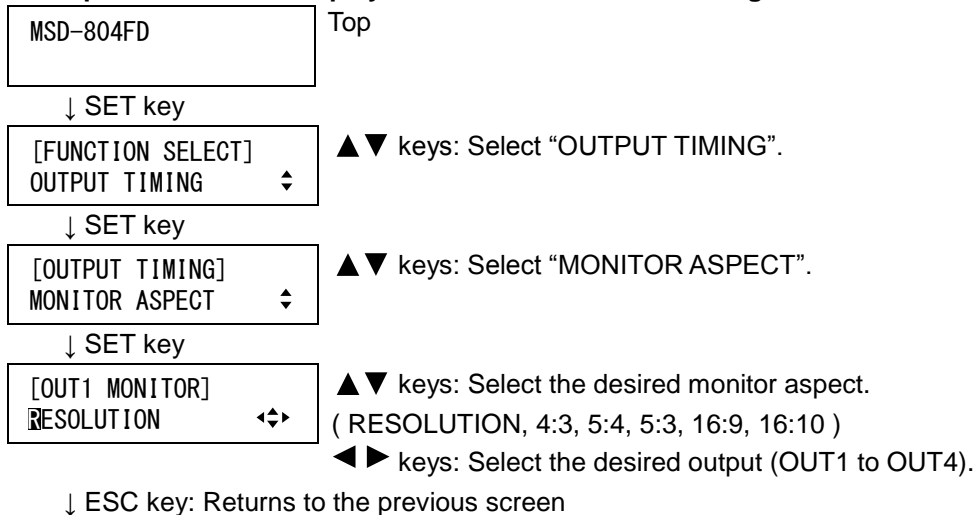 MSD-804FD
Top
↓ SET key
[FUNCTION SELECT]
OUTPUT TIMING
▲▼ keys: Select “OUTPUT TIMING”.
↓ SET key
[OUTPUT TIMING]
MONITOR ASPECT
▲▼ keys: Select “MONITOR ASPECT”.
↓ SET key
[OUT1 MONITOR]
RESOLUTION
▲▼ keys: Select the desired monitor aspect.
( RESOLUTION, 4:3, 5:4, 5:3, 16:9, 16:10 )
◀▶ keys: Select the desired output (OUT1 to OUT4).
↓ ESC key: Returns to the previous screen